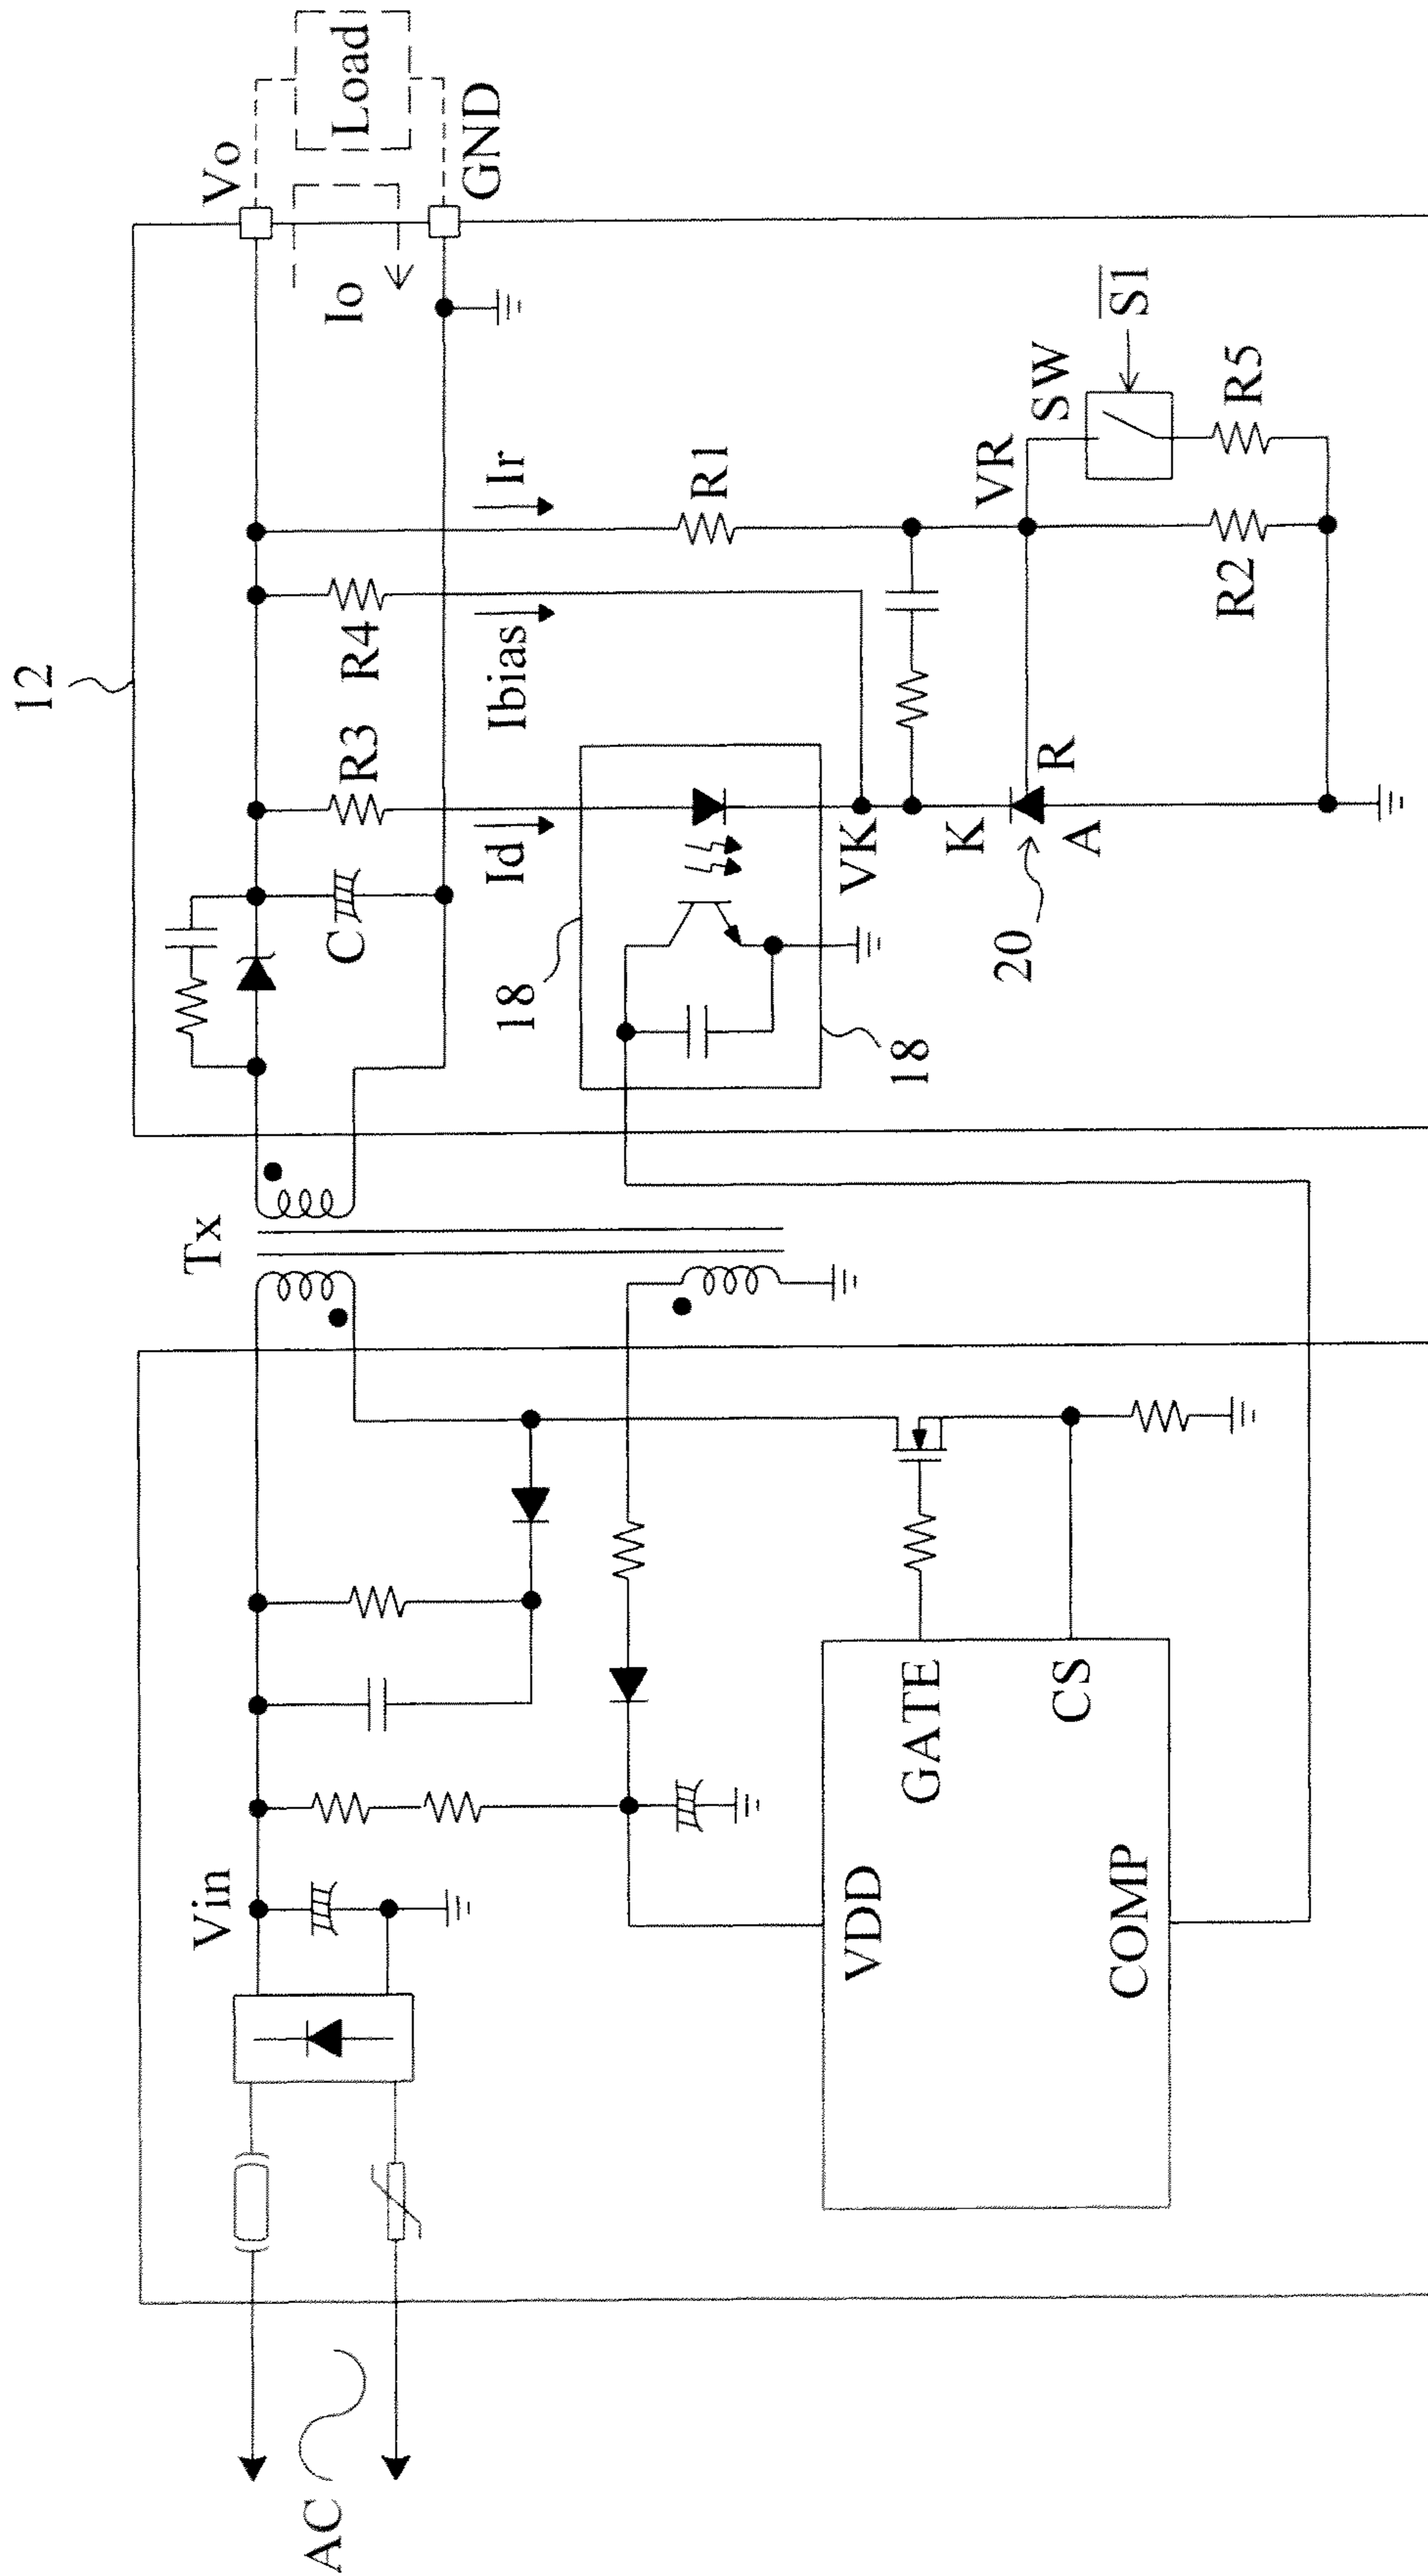 12
Tx
Vo
Load
Io
GND
C
R3
R4
Id
Ibias
Ir
18
18
R1
VK
K
R
A
20
VR
SW
S̅1̅
R2
R5
Vin
AC
VDD
GATE
CS
COMP